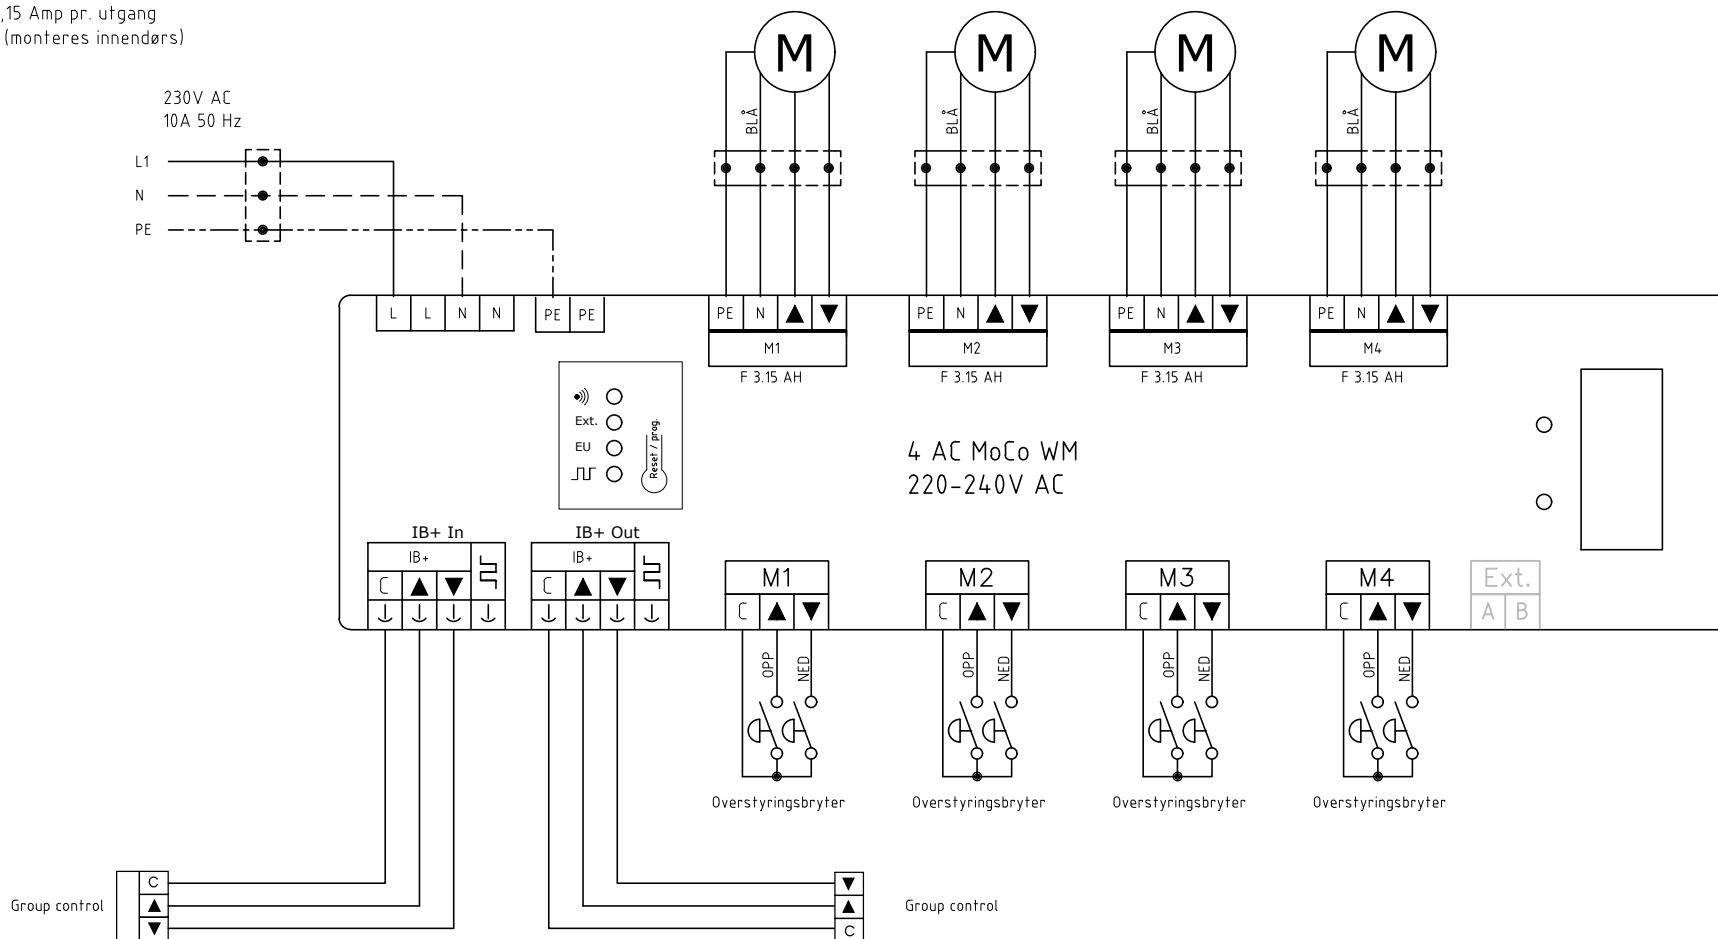 ,15 Amp pr. utgang
(monteres innendørs)
230V AC
10A 50 Hz
L1
N
PE
M
M
M
M
BLÅ
BLÅ
BLÅ
BLÅ
L L N N PE PE
PE N ▲ ▼
PE N ▲ ▼
PE N ▲ ▼
PE N ▲ ▼
M1
M2
M3
M4
F 3.15 AH
F 3.15 AH
F 3.15 AH
F 3.15 AH
Ext.
EU
Reset / prog.
4 AC MoCo WM
220-240V AC
IB+ In
IB+
C ▲ ▼
IB+ Out
IB+
C ▲ ▼
M1
C ▲ ▼
M2
C ▲ ▼
M3
C ▲ ▼
M4
C ▲ ▼
Ext.
A B
OPP NED
OPP NED
OPP NED
OPP NED
Overstyringsbryter
Overstyringsbryter
Overstyringsbryter
Overstyringsbryter
Group control
C
▲
▼
▼
▲
C
Group control